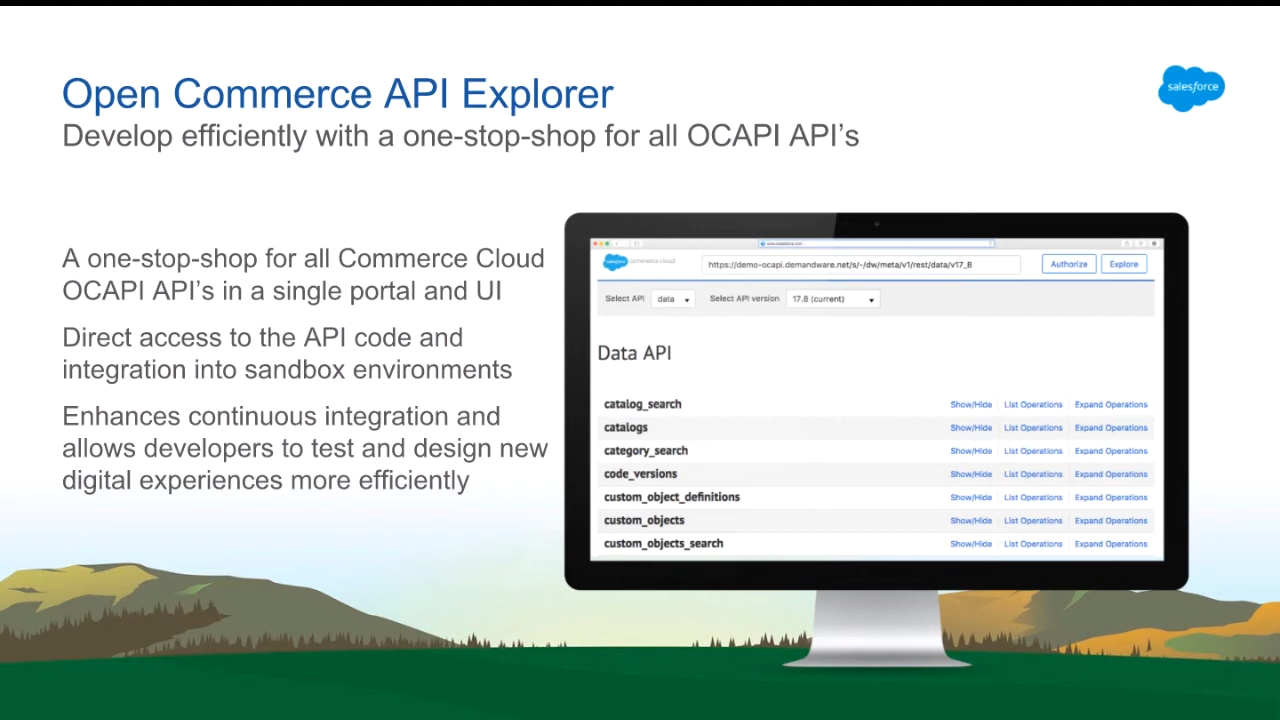 Open Commerce API Explorer
salesforce
Develop efficiently with a one-stop-shop for all OCAPI API’s
A one-stop-shop for all Commerce Cloud
OCAPI API’s in a single portal and UI
Direct access to the API code and
integration into sandbox environments
Enhances continuous integration and
allows developers to test and design new
digital experiences more efficiently
salesforce commerce cloud
https://demo-ocapi.demandware.net/s/-/dw/meta/v1/rest/data/v17_8
Authorize
Explore
Select API data
Select API version 17.8 (current)
Data API
catalog_search Show/Hide List Operations Expand Operations
catalogs Show/Hide List Operations Expand Operations
category_search Show/Hide List Operations Expand Operations
code_versions Show/Hide List Operations Expand Operations
custom_object_definitions Show/Hide List Operations Expand Operations
custom_objects Show/Hide List Operations Expand Operations
custom_objects_search Show/Hide List Operations Expand Operations